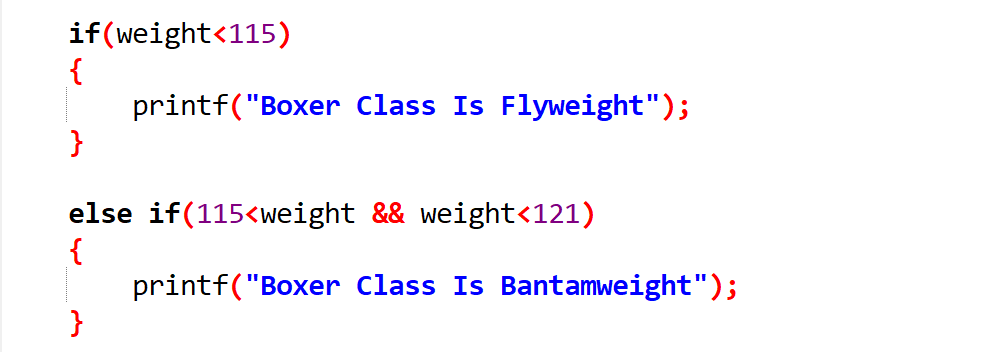 if(weight<115)
{
printf("Boxer Class Is Flyweight");
}
else if(115<weight && weight<121)
{
printf("Boxer Class Is Bantamweight");
}